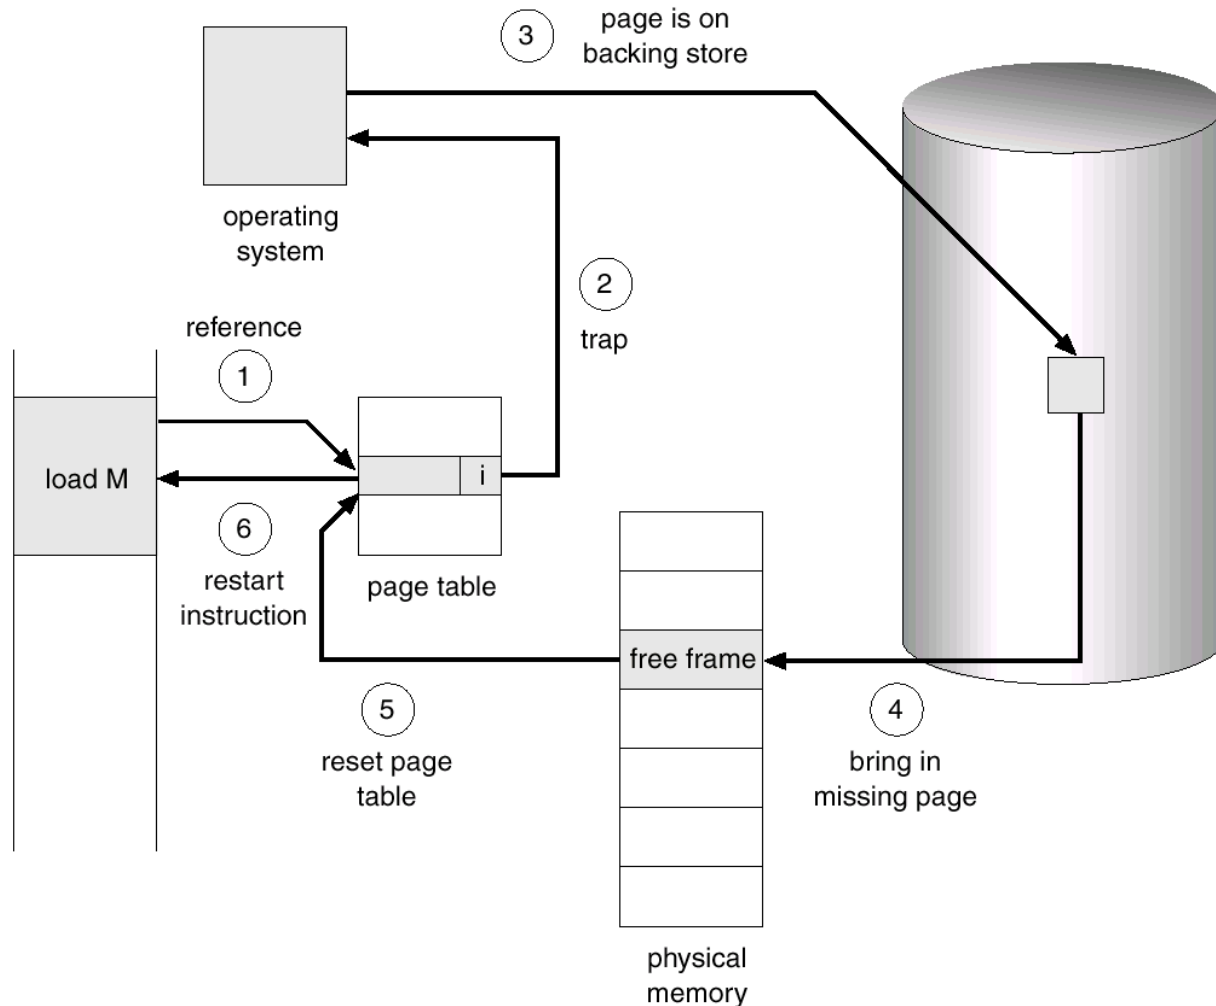 3
page is on
backing store
operating
system
2
trap
reference
1
load M
i
6
restart
instruction
page table
free frame
5
reset page
table
4
bring in
missing page
physical
memory